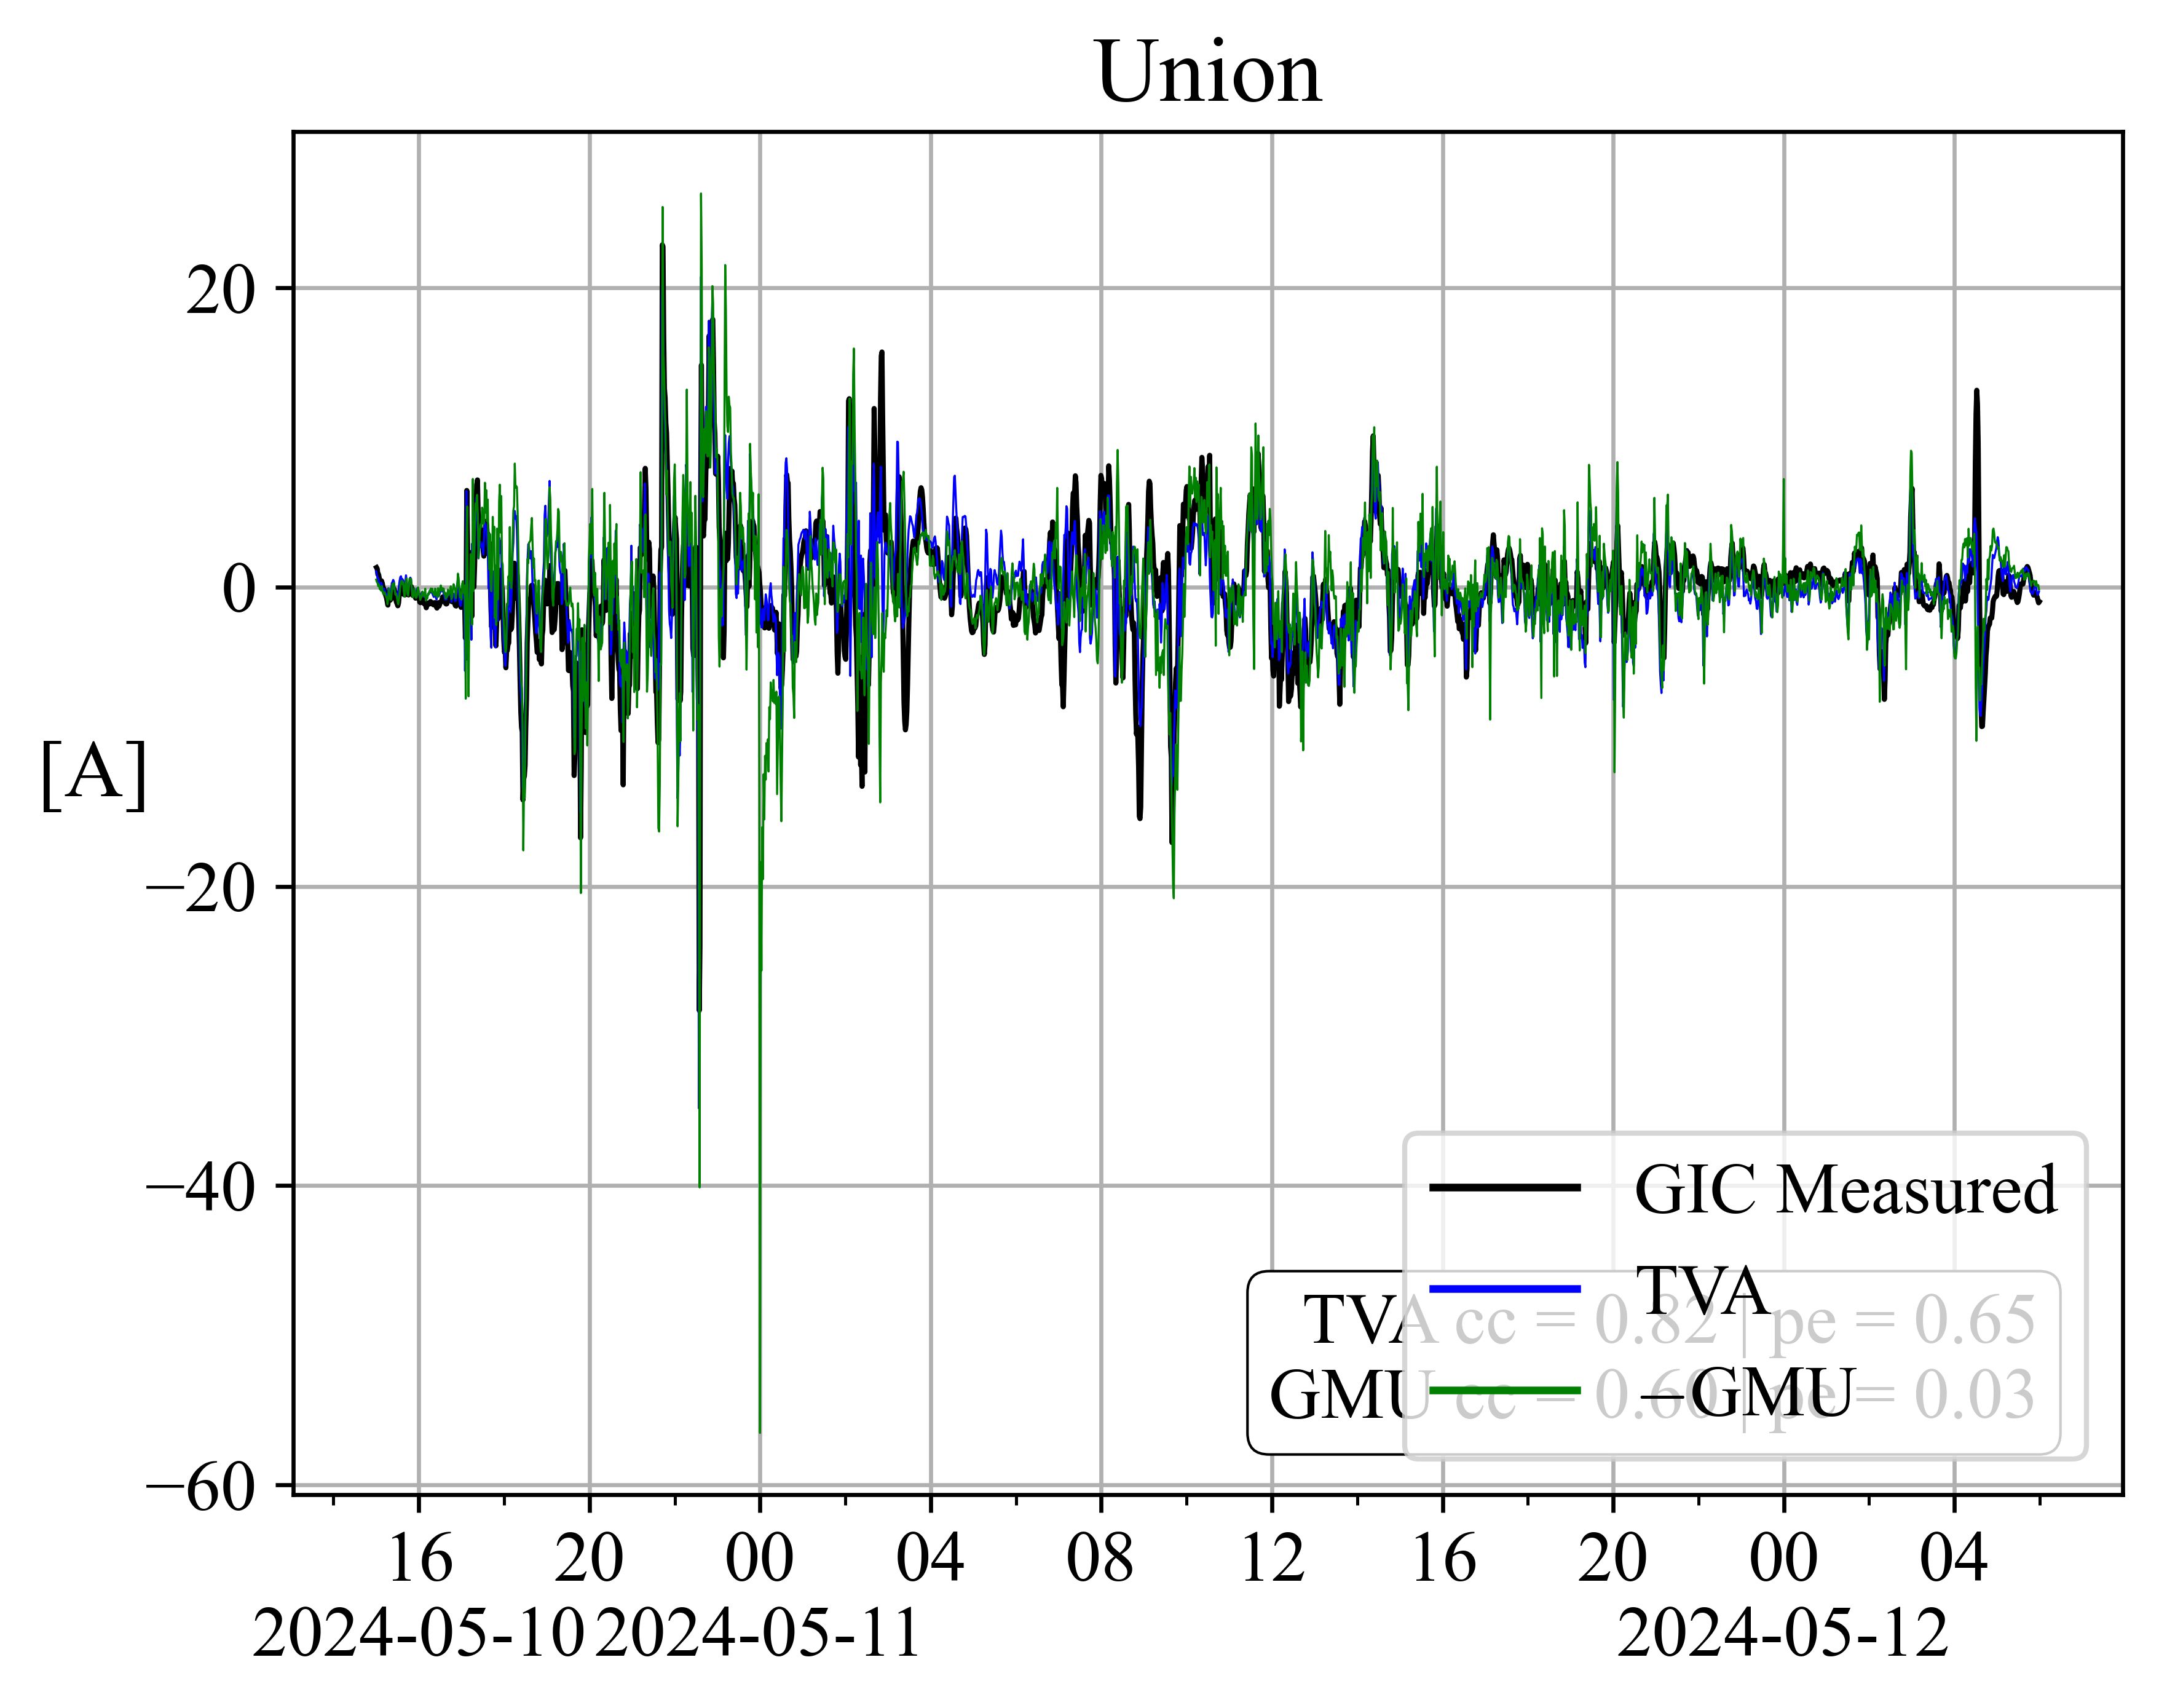 Union
20
0
−20
−40
−60
[A]
GIC Measured
TVA
−GMU
TVA cc = 0.82 | pe = 0.65
GMU cc = 0.60 | pe = 0.03
16 20 00 04 08 12 16 20 00 04
2024-05-10 2024-05-11 2024-05-12